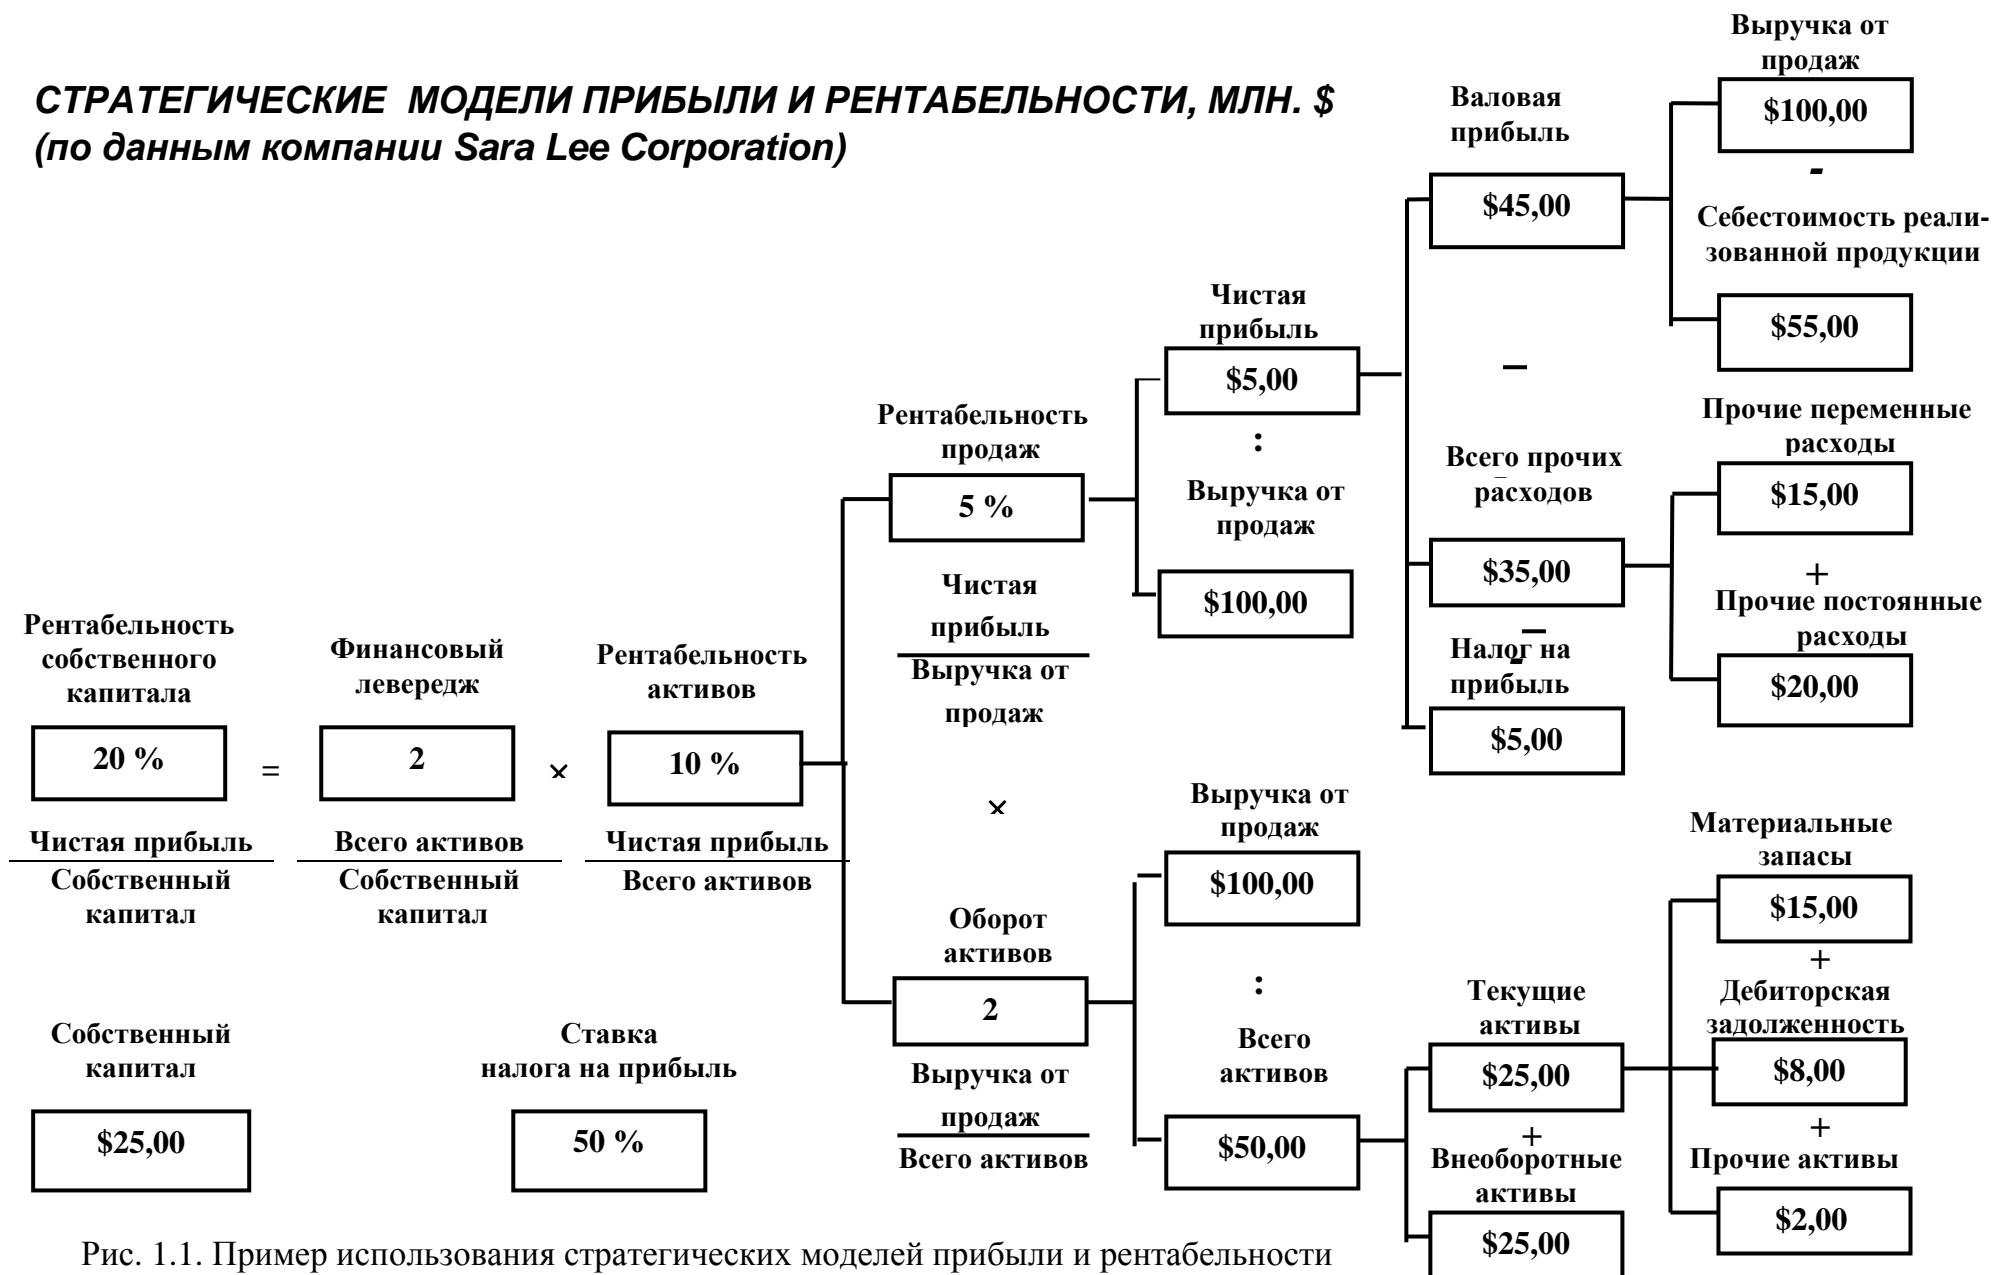 СТРАТЕГИЧЕСКИЕ МОДЕЛИ ПРИБЫЛИ И РЕНТАБЕЛЬНОСТИ, МЛН. $
(по данным компании Sara Lee Corporation)
Рентабельность
собственного
капитала
20 %
Чистая прибыль
Собственный
капитал
=
Финансовый
левередж
2
Всего активов
Собственный
капитал
×
Рентабельность
активов
10 %
Чистая прибыль
Всего активов
Рентабельность
продаж
5 %
Чистая
прибыль
Выручка от
продаж
×
Оборот
активов
2
Выручка от
продаж
Всего активов
Чистая
прибыль
$5,00
:
Выручка от
продаж
$100,00
Выручка от
продаж
$100,00
:
Всего
активов
$50,00
Валовая
прибыль
$45,00
–
Всего прочих
расходов
$35,00
–
Налог на
прибыль
$5,00
Текущие
активы
$25,00
+
Внеоборотные
активы
$25,00
Выручка от
продаж
$100,00
-
Себестоимость реали-
зованной продукции
$55,00
Прочие переменные
расходы
$15,00
+
Прочие постоянные
расходы
$20,00
Материальные
запасы
$15,00
+
Дебиторская
задолженность
$8,00
+
Прочие активы
$2,00
Собственный
капитал
$25,00
Ставка
налога на прибыль
50 %
Рис. 1.1. Пример использования стратегических моделей прибыли и рентабельности